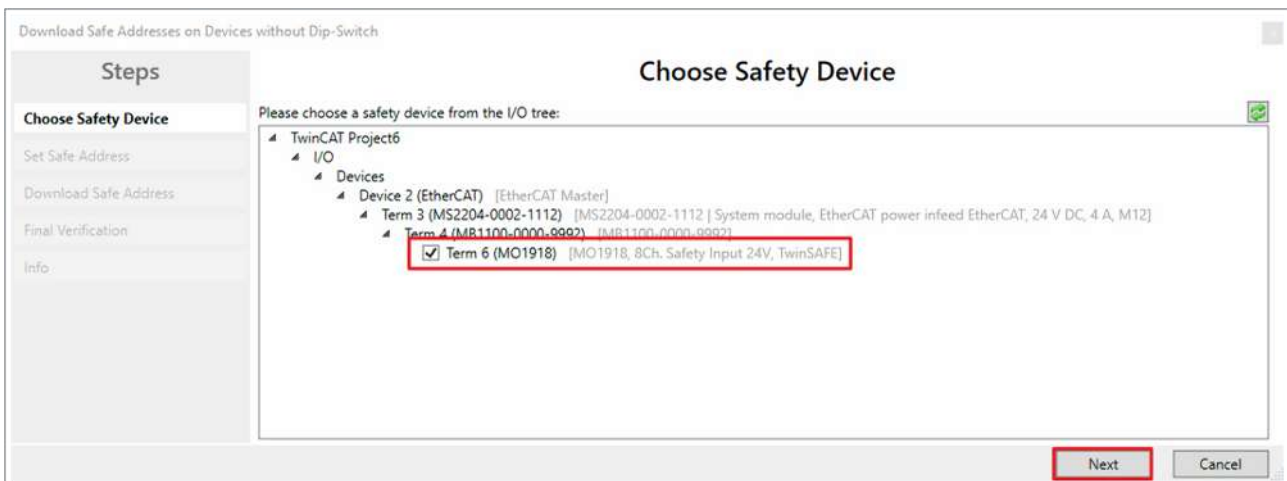 Download Safe Addresses on Devices without Dip-Switch
Steps
Choose Safety Device
Set Safe Address
Download Safe Address
Final Verification
Info
Choose Safety Device
Please choose a safety device from the I/O tree:
TwinCAT Project6
I/O
Devices
Device 2 (EtherCAT) [EtherCAT Master]
Term 3 (MS2204-0002-1112) [MS2204-0002-1112 | System module, EtherCAT power infeed EtherCAT, 24 V DC, 4 A, M12]
Term 4 (MB1100-0000-9992) [MB1100-0000-9992]
Term 6 (MO1918) [MO1918, 8Ch. Safety Input 24V, TwinSAFE]
Next Cancel